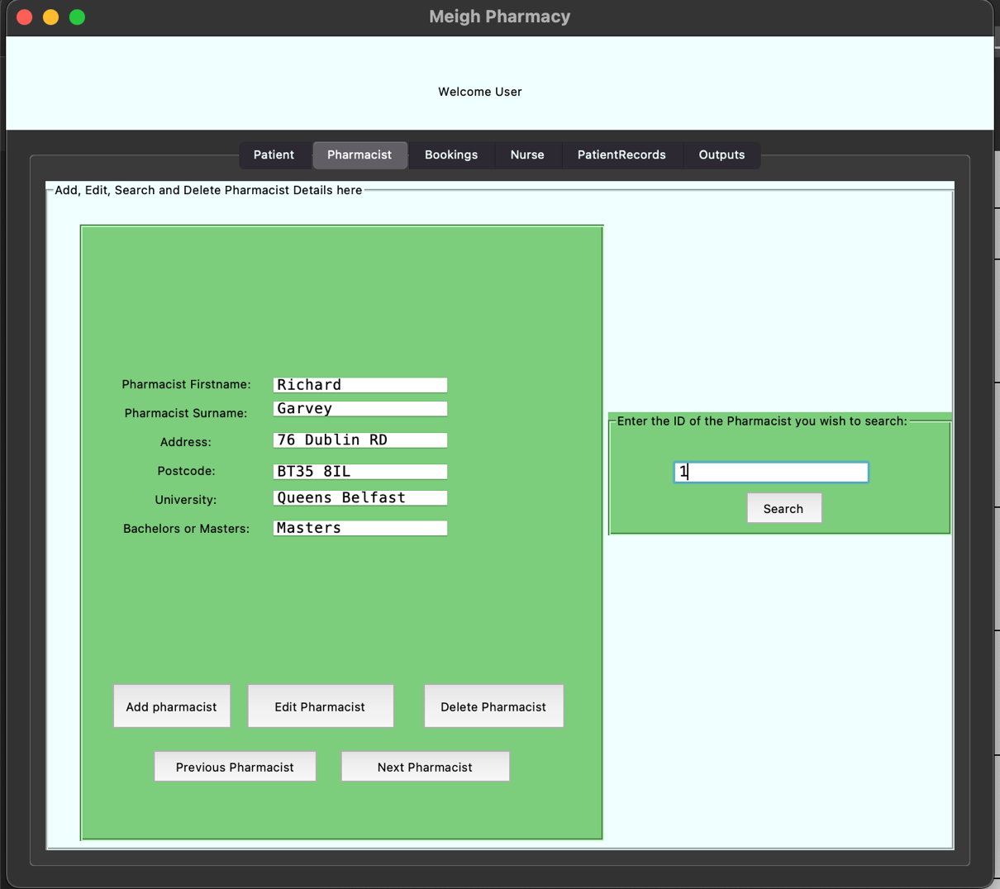 Meigh Pharmacy
Welcome User
Patient Pharmacist Bookings Nurse PatientRecords Outputs
Add, Edit, Search and Delete Pharmacist Details here
Pharmacist Firstname: Richard
Pharmacist Surname: Garvey
Address: 76 Dublin RD
Postcode: BT35 8IL
University: Queens Belfast
Bachelors or Masters: Masters
Add pharmacist Edit Pharmacist Delete Pharmacist
Previous Pharmacist Next Pharmacist
Enter the ID of the Pharmacist you wish to search:
1
Search